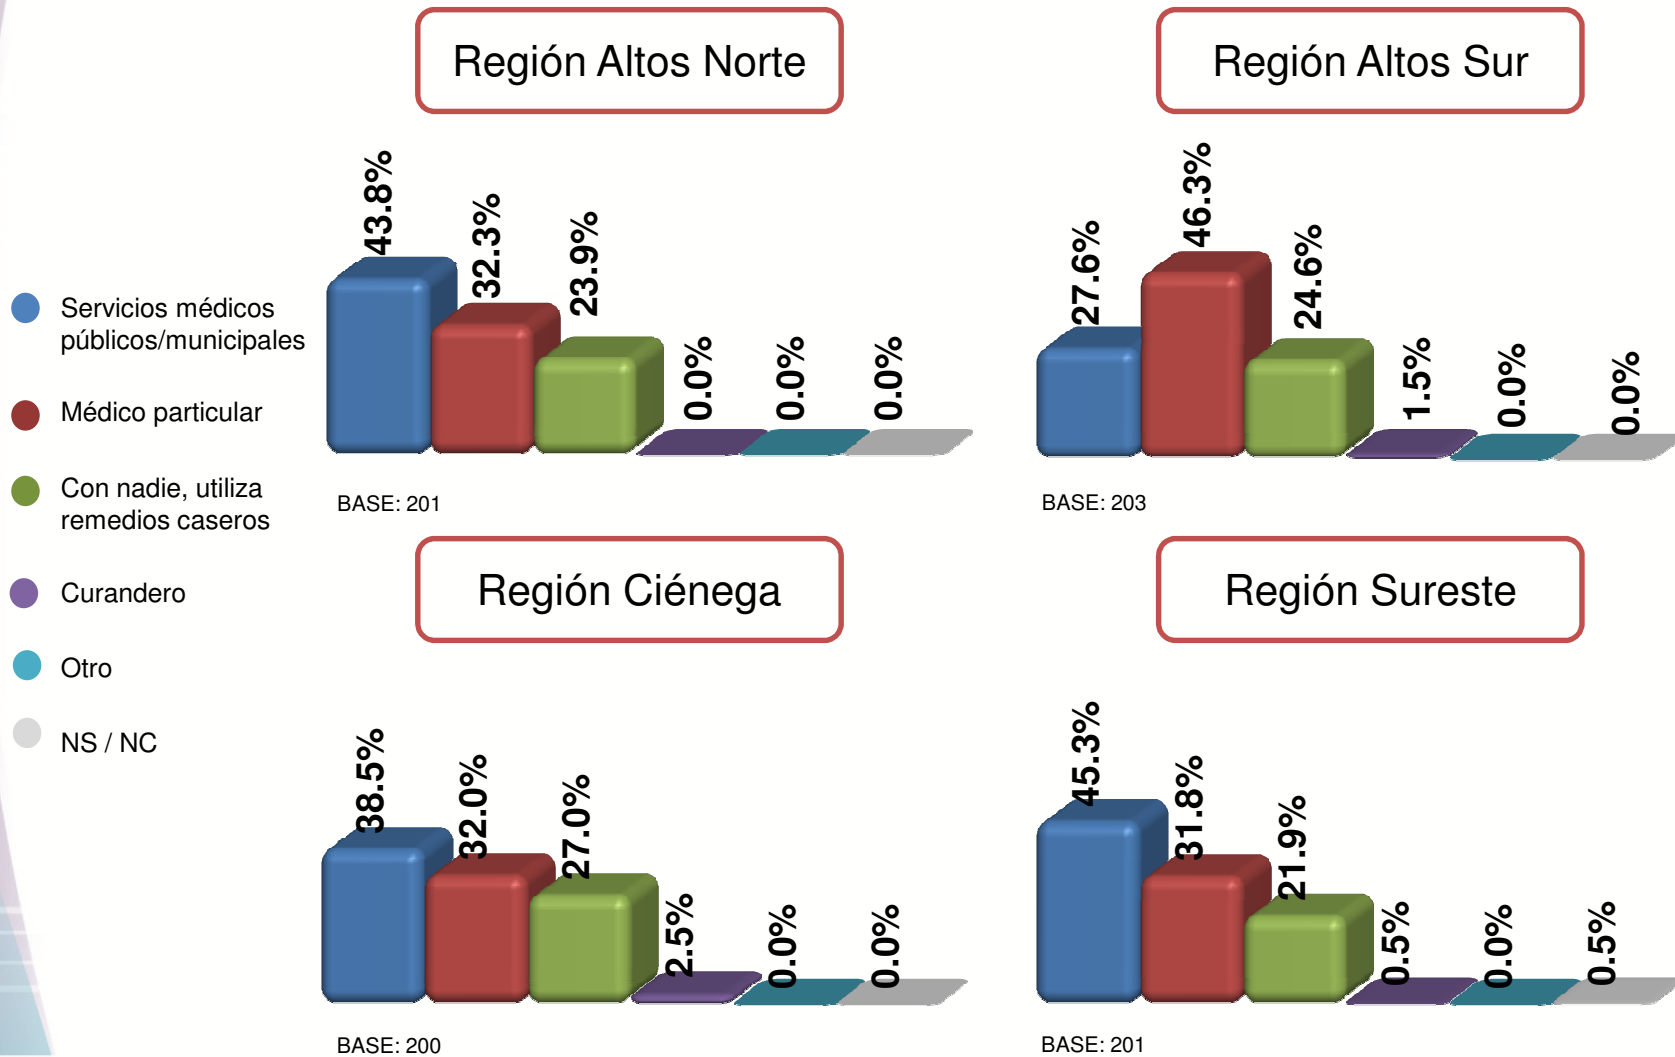 Región Altos Norte
Región Altos Sur
Servicios médicos
públicos/municipales
Médico particular
Con nadie, utiliza
remedios caseros
Curandero
Otro
NS / NC
43.8%
32.3%
23.9%
0.0%
0.0%
0.0%
BASE: 201
27.6%
46.3%
24.6%
1.5%
0.0%
0.0%
BASE: 203
Región Ciénega
Región Sureste
38.5%
32.0%
27.0%
2.5%
0.0%
0.0%
BASE: 200
45.3%
31.8%
21.9%
0.5%
0.0%
0.5%
BASE: 201